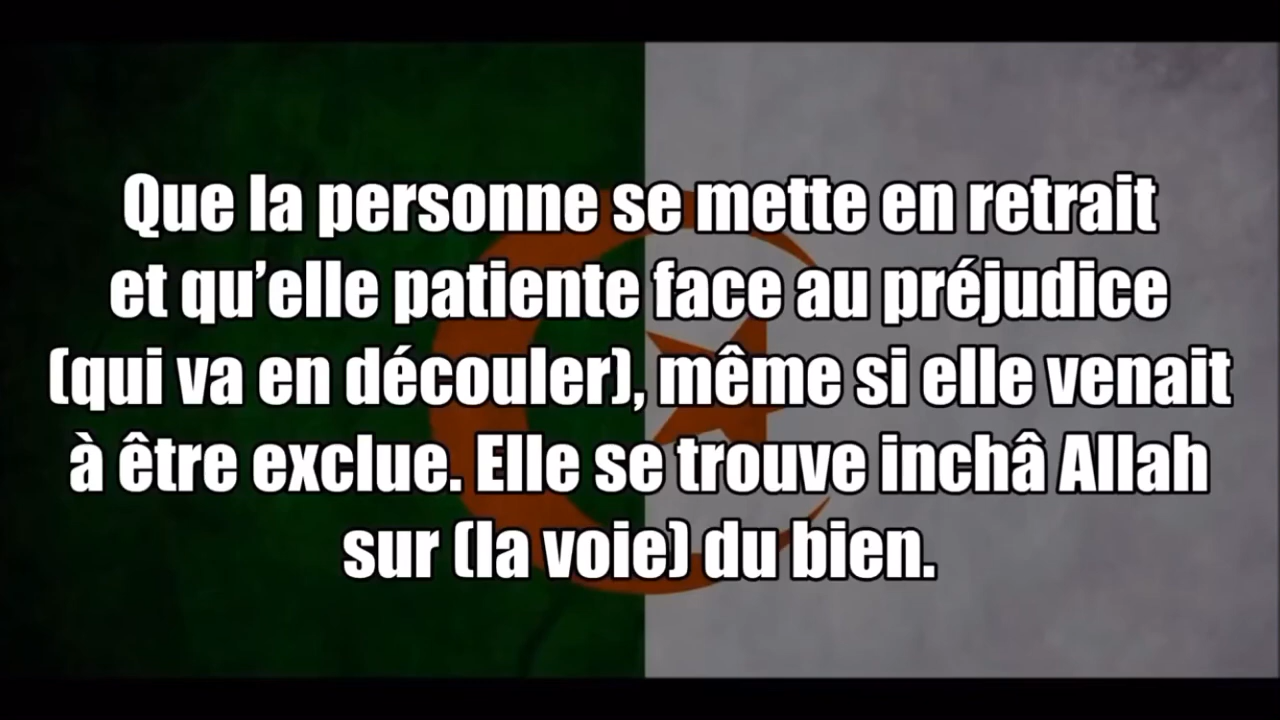 Que la personne se mette en retrait
et qu’elle patiente face au préjudice
(qui va en découler), même si elle venait
à être exclue. Elle se trouve inchâ Allah
sur (la voie) du bien.